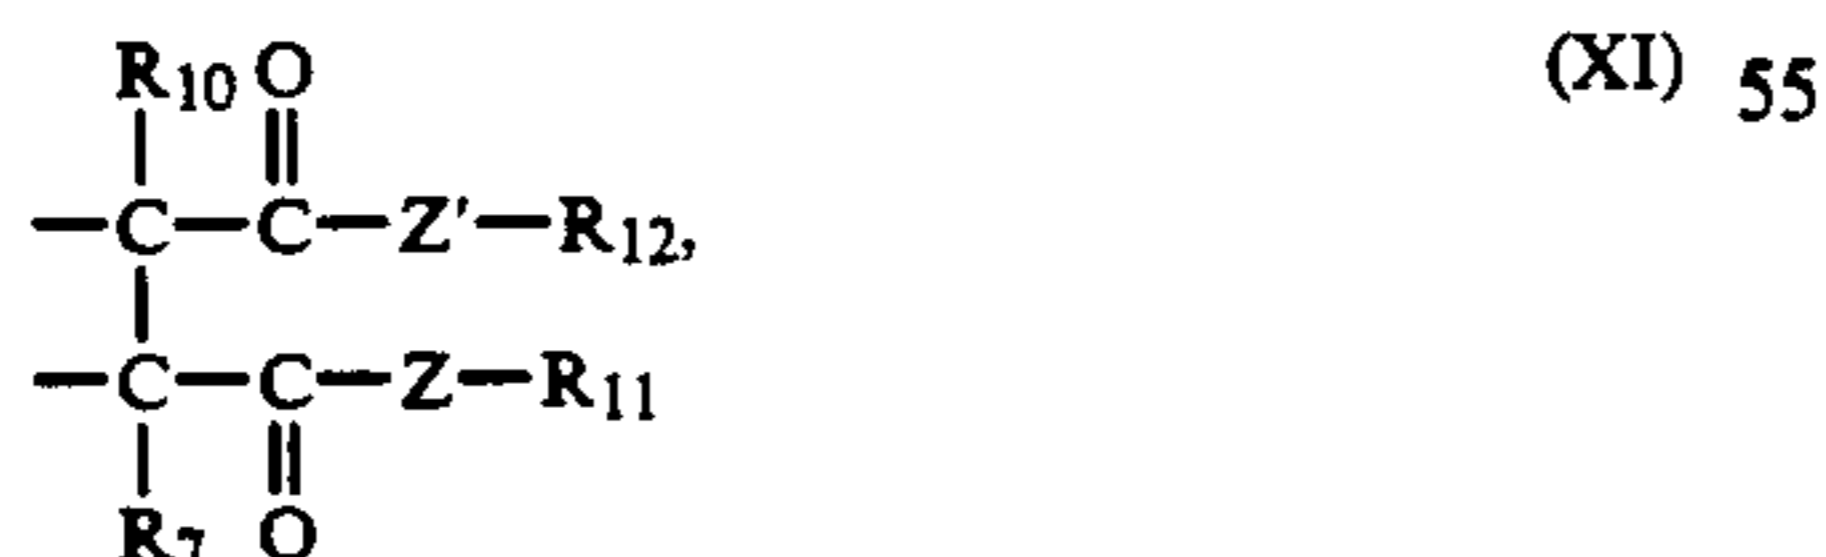 R10 O (XI) 55
—C—C—Z'—R12,
—C—C—Z—R11
R7 O